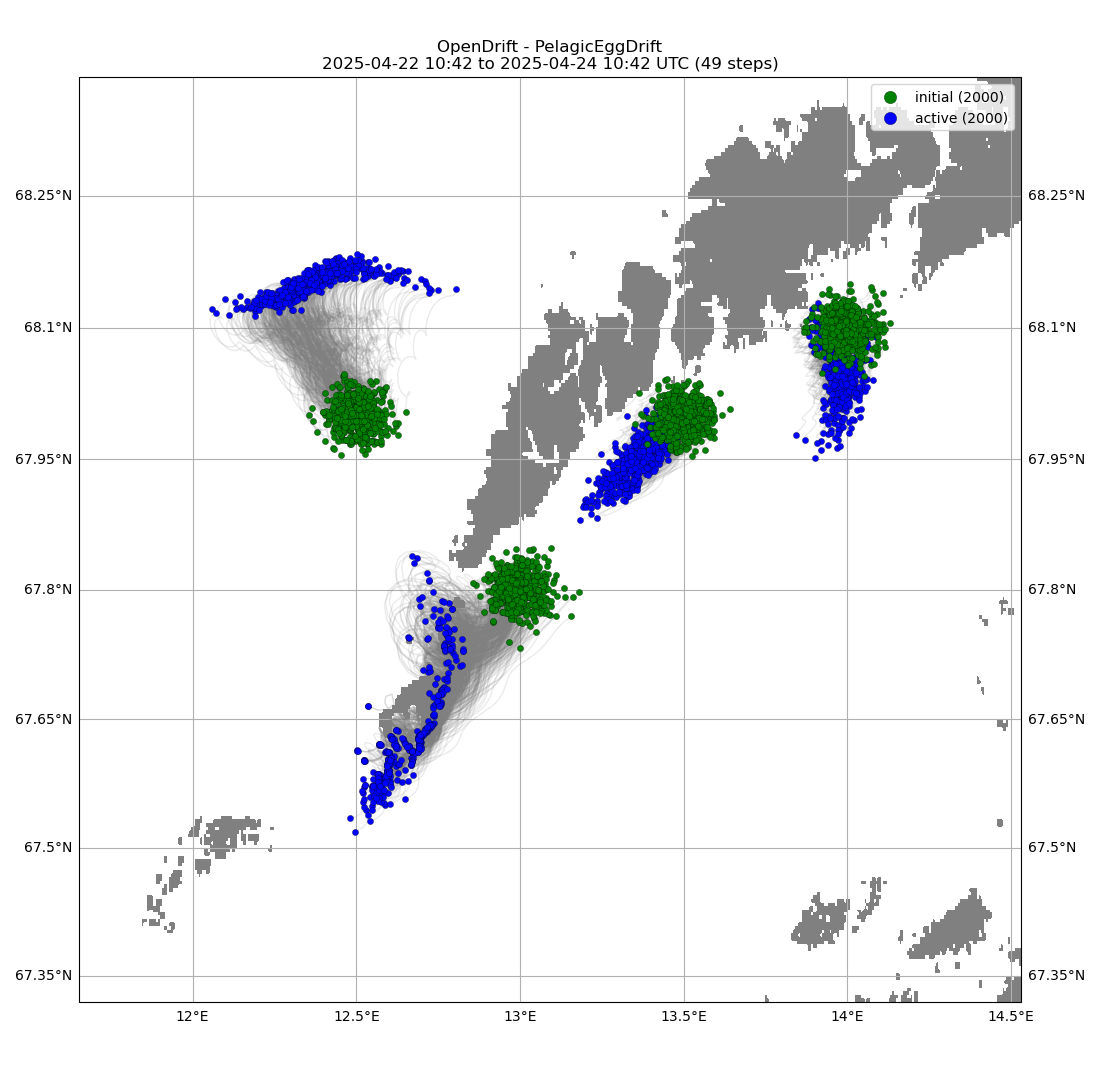 OpenDrift - PelagicEggDrift
2025-04-22 10:42 to 2025-04-24 10:42 UTC (49 steps)
initial (2000)
active (2000)
68.25°N 68.25°N
68.1°N 68.1°N
67.95°N 67.95°N
67.8°N 67.8°N
67.65°N 67.65°N
67.5°N 67.5°N
67.35°N 67.35°N
12°E 12.5°E 13°E 13.5°E 14°E 14.5°E